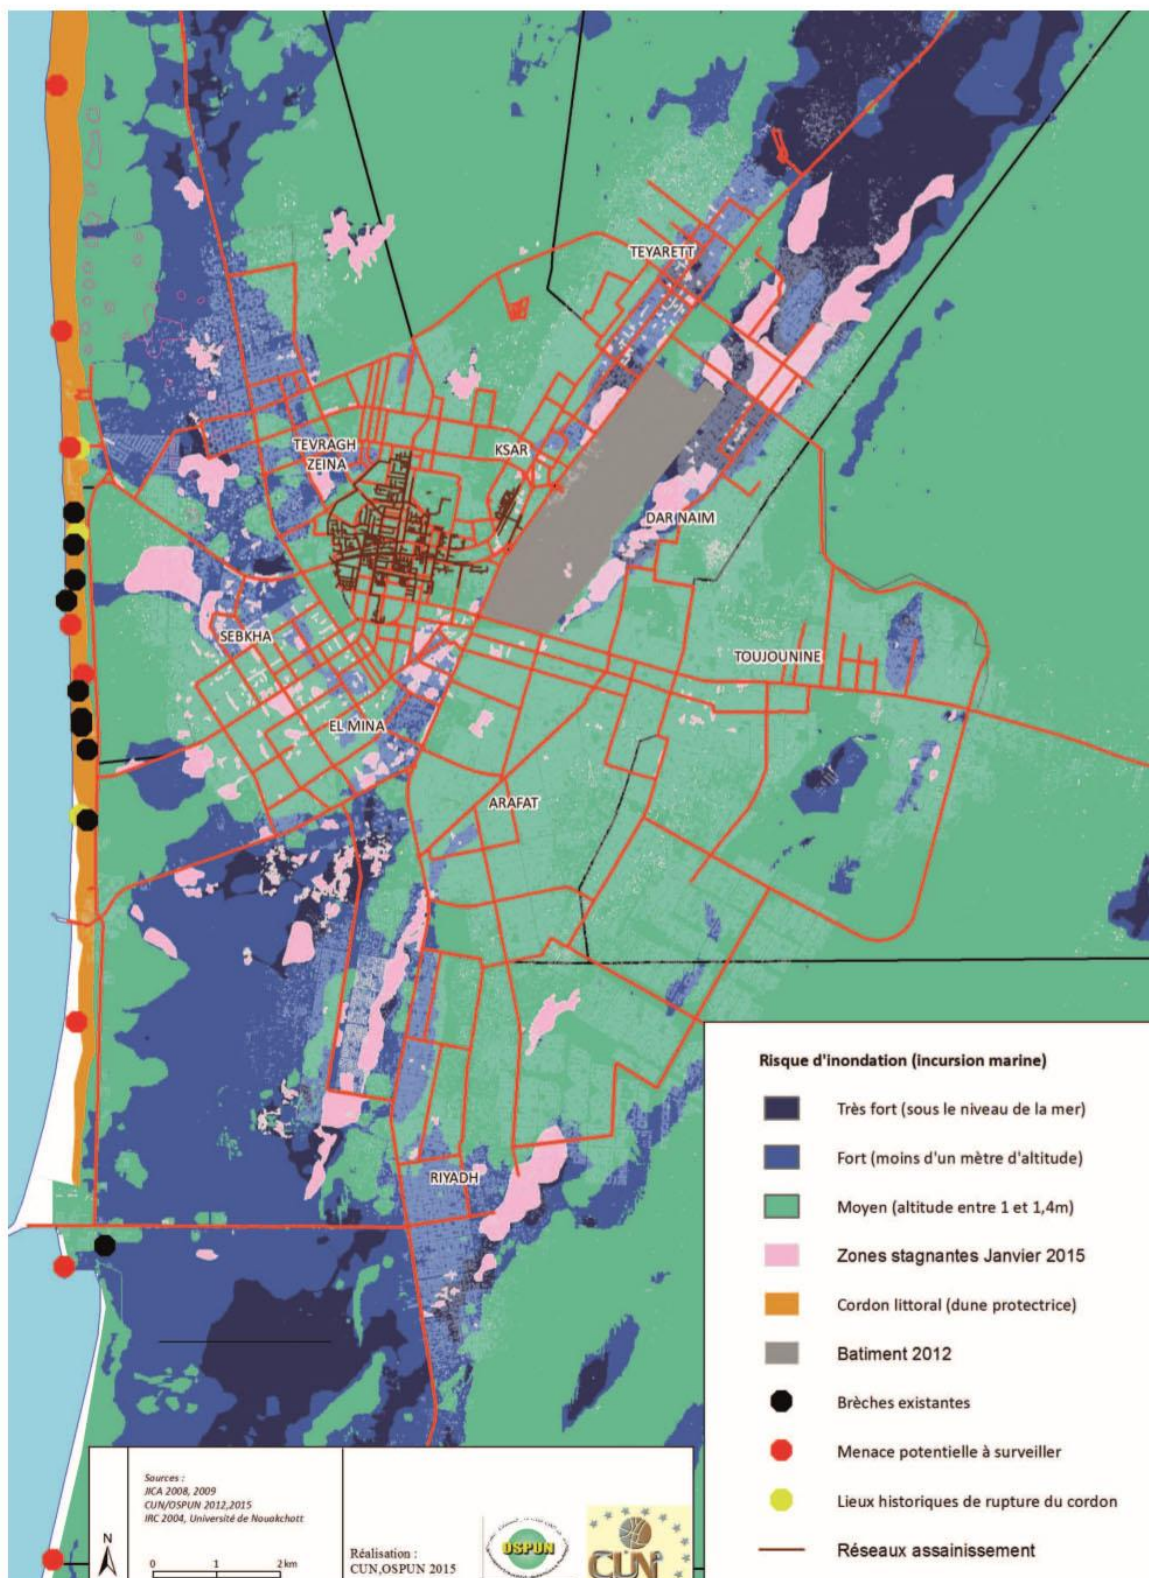 TEYARETT
TEVRAGH
ZEINA
KSAR
DAR NAIM
SEBKHA
TOUJOUNINE
EL MINA
ARAFAT
RIYADH
Risque d'inondation (incursion marine)
Très fort (sous le niveau de la mer)
Fort (moins d'un mètre d'altitude)
Moyen (altitude entre 1 et 1,4m)
Zones stagnantes Janvier 2015
Cordon littoral (dune protectrice)
Batiment 2012
Brèches existantes
Menace potentielle à surveiller
Lieux historiques de rupture du cordon
Réseaux assainissement
N
Sources :
JICA 2008, 2009
CUN/OSPUN 2012,2015
IRC 2004, Université de Nouakchott
0 1 2 km
Réalisation :
CUN,OSPUN 2015
OSPUN
CUN